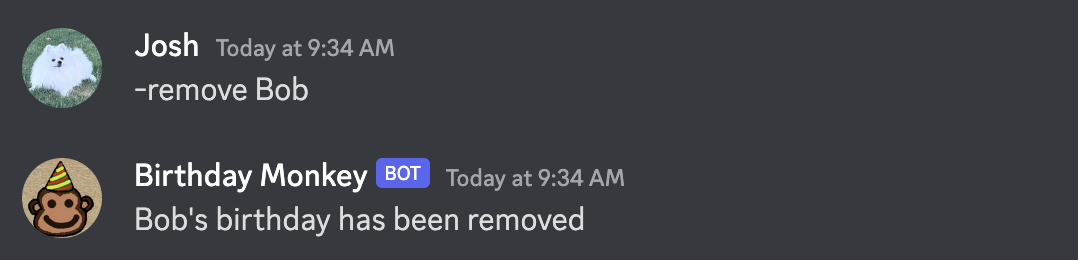 Josh Today at 9:34 AM
-remove Bob
Birthday Monkey BOT Today at 9:34 AM
Bob's birthday has been removed